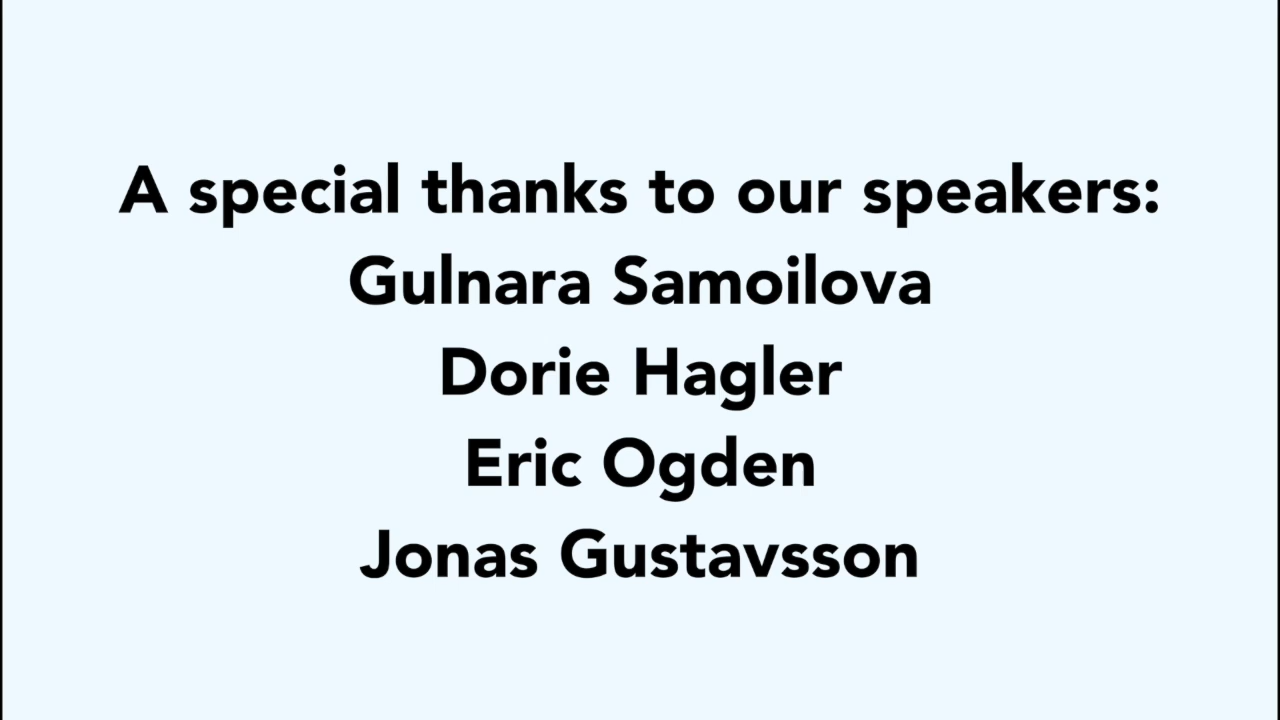 A special thanks to our speakers:
Gulnara Samoilova
Dorie Hagler
Eric Ogden
Jonas Gustavsson